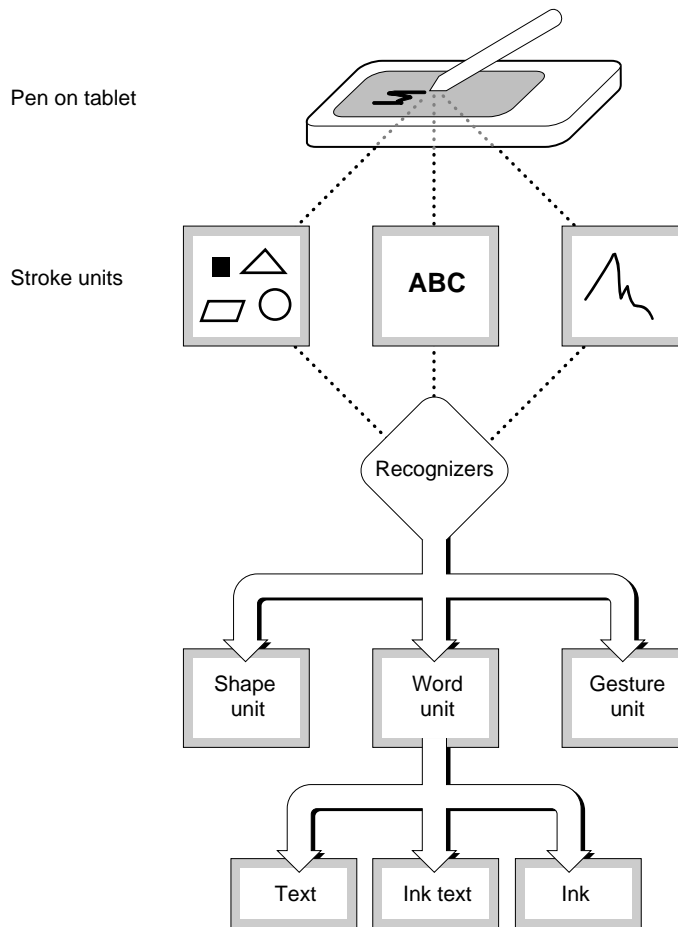 Pen on tablet
Stroke units
ABC
Recognizers
Shape
unit
Word
unit
Gesture
unit
Text
Ink text
Ink